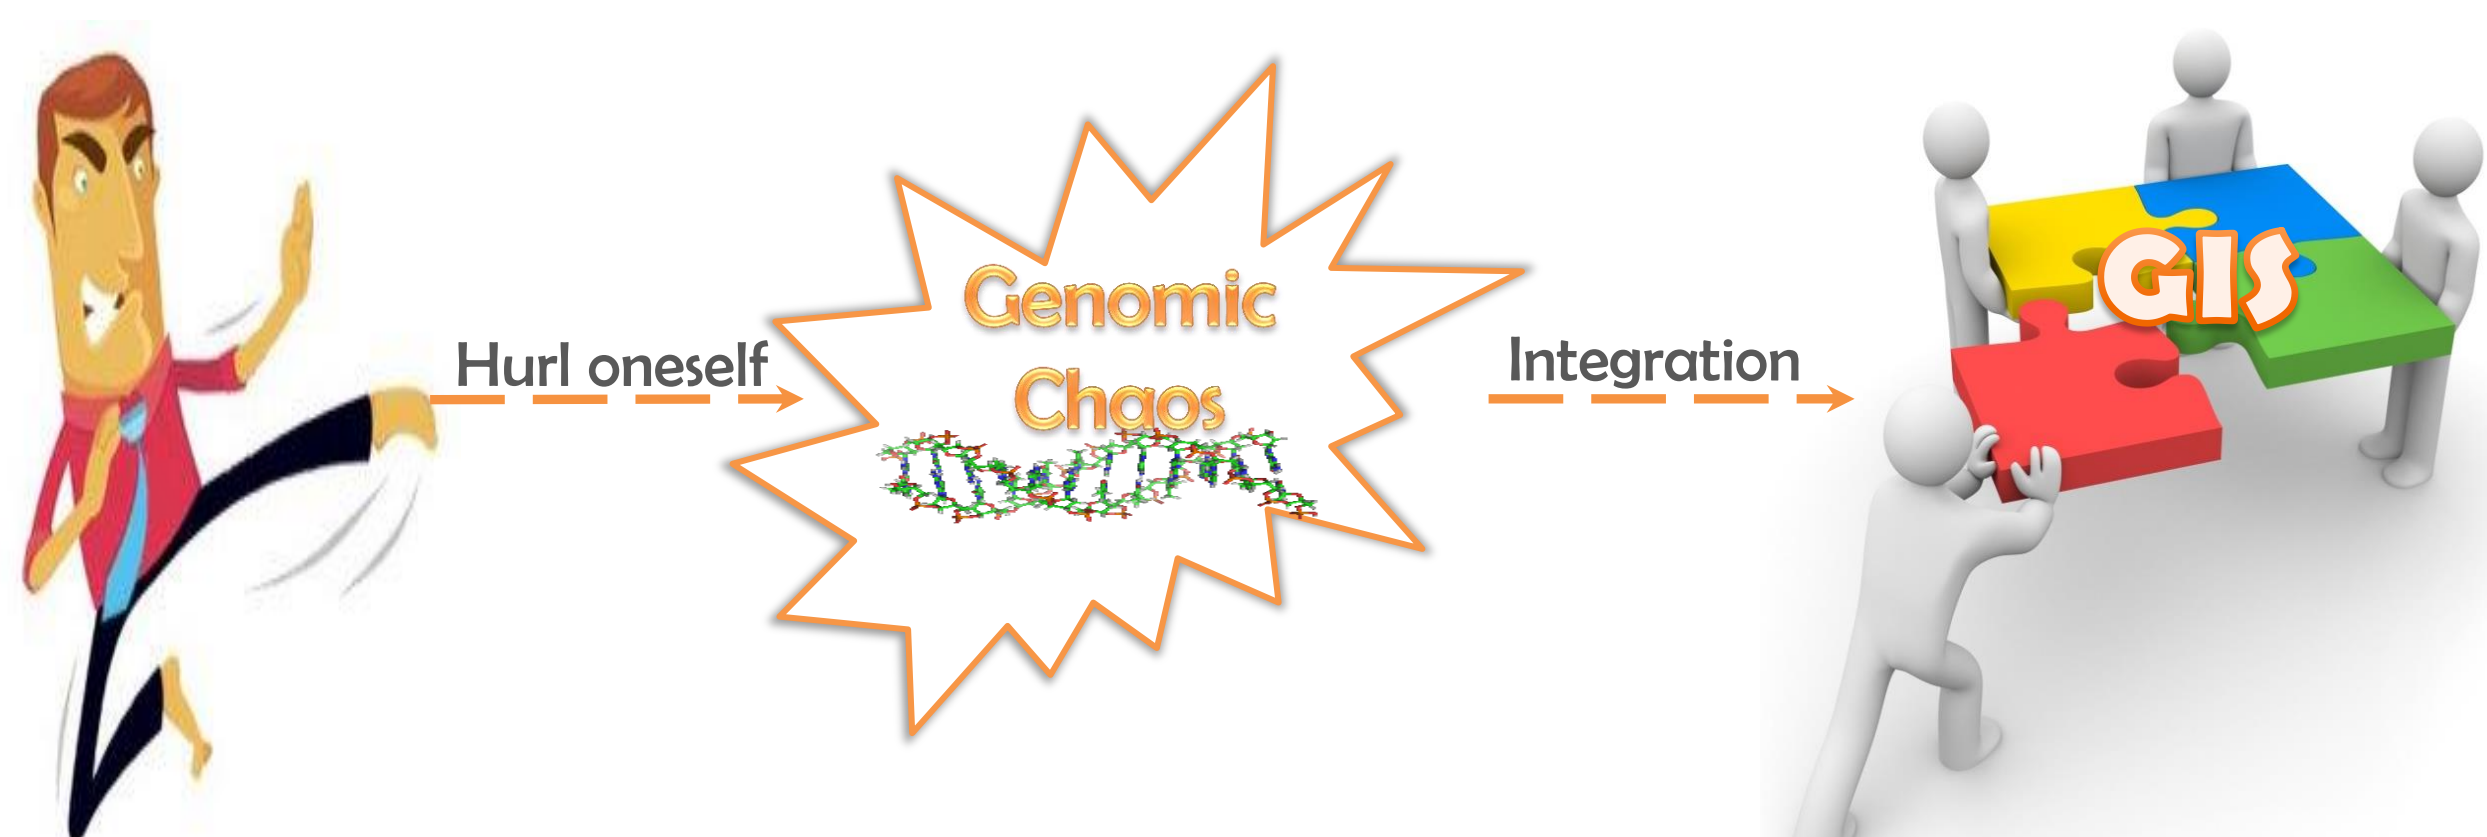 Hurl oneself
Genomic
Chaos
Integration
GIS